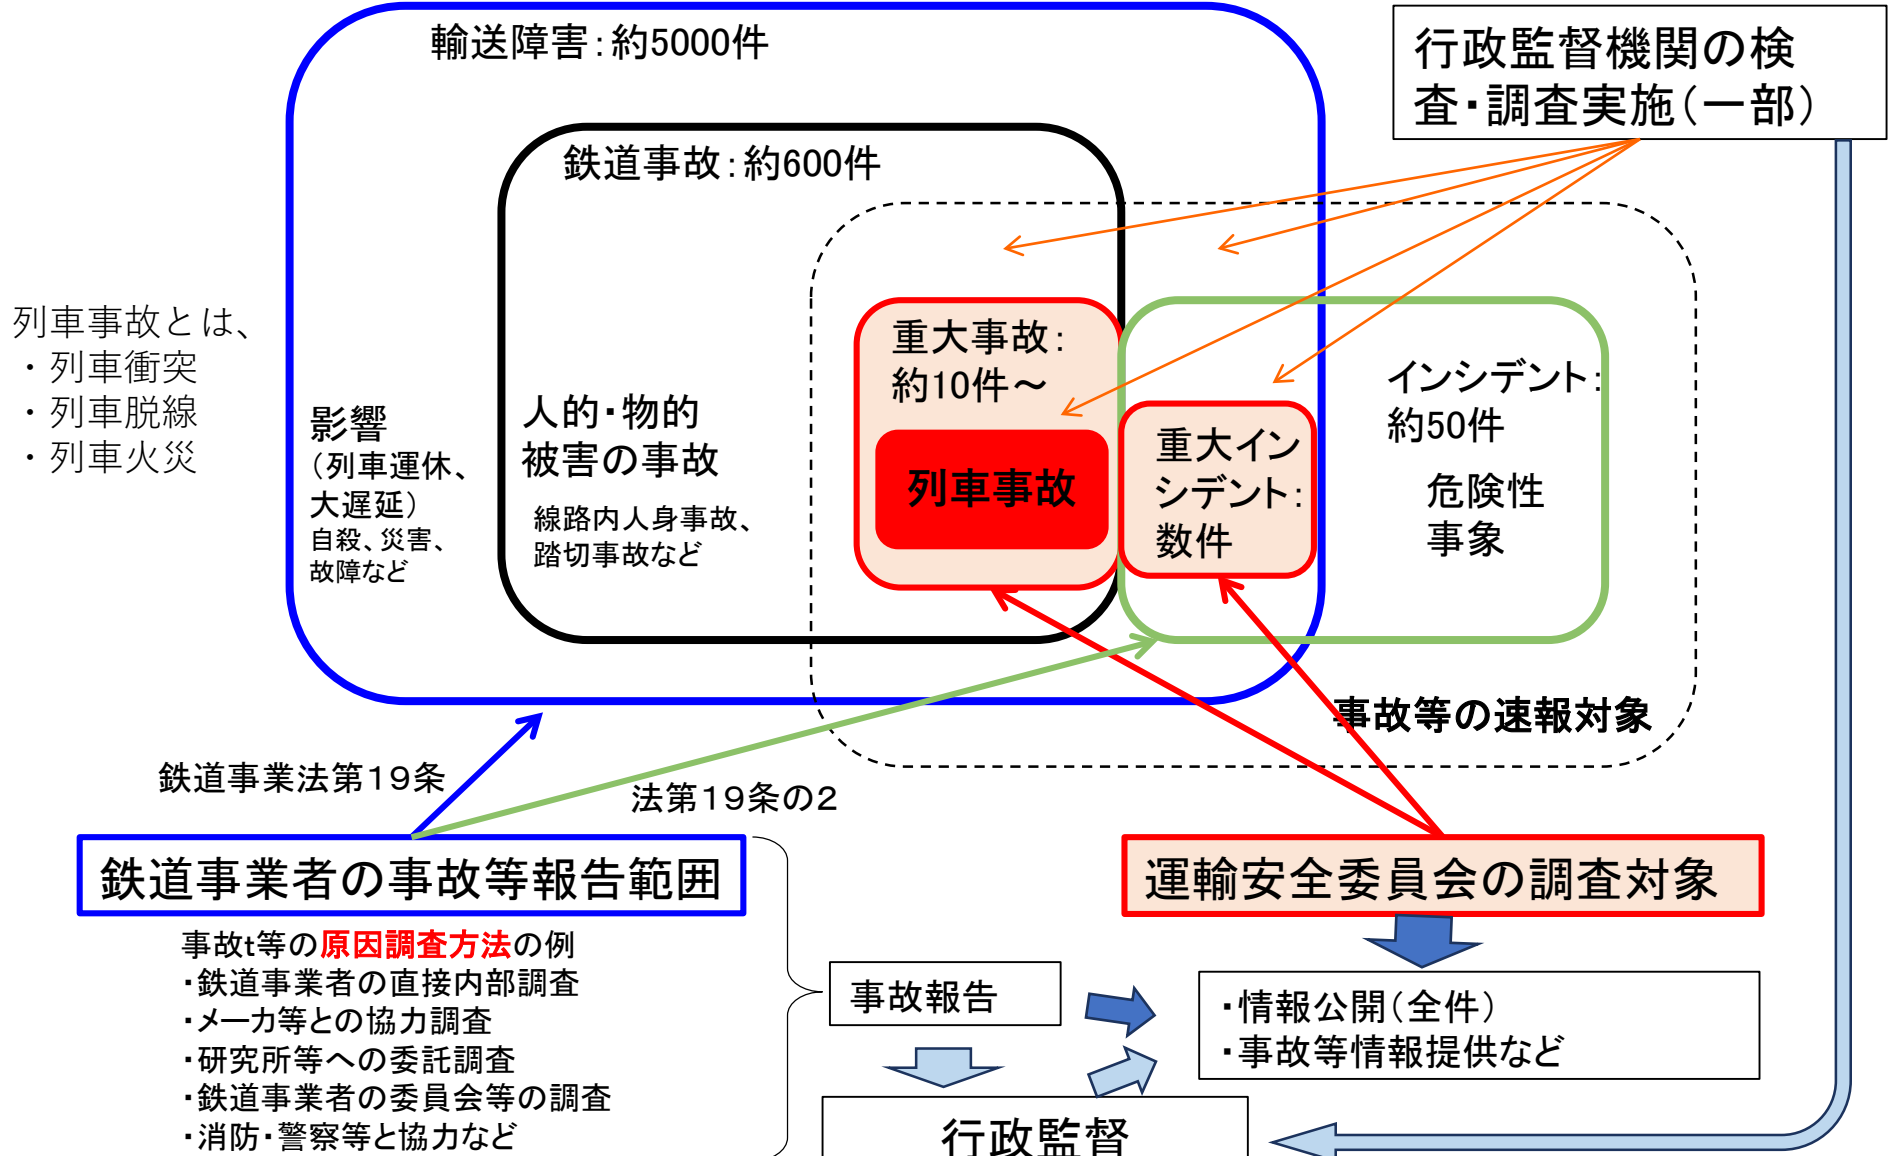 輸送障害：約5000件
行政監督機関の検
査・調査実施（一部）
鉄道事故：約600件
列車事故とは、
・列車衝突
・列車脱線
・列車火災
影響
（列車運休、
大遅延）
自殺、災害、
故障など
人的・物的
被害の事故
線路内人身事故、
踏切事故など
重大事故：
約10件～
列車事故
重大イン
シデント：
数件
インシデント：
約50件
危険性
事象
事故等の速報対象
鉄道事業法第１９条
法第１９条の２
鉄道事業者の事故等報告範囲
運輸安全委員会の調査対象
事故t等の原因調査方法の例
・鉄道事業者の直接内部調査
・メーカ等との協力調査
・研究所等への委託調査
・鉄道事業者の委員会等の調査
・消防・警察等と協力など
事故報告
・情報公開（全件）
・事故等情報提供など
行政監督